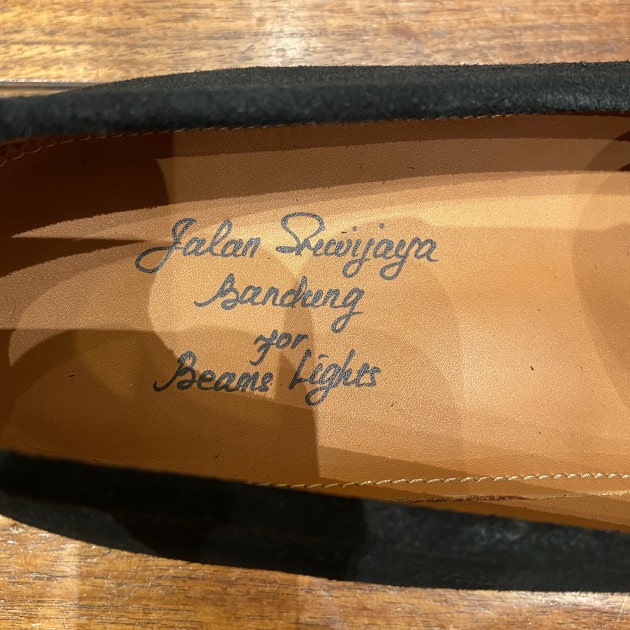 Jalan Sriwijaya
Bandung
for
Beams Lights